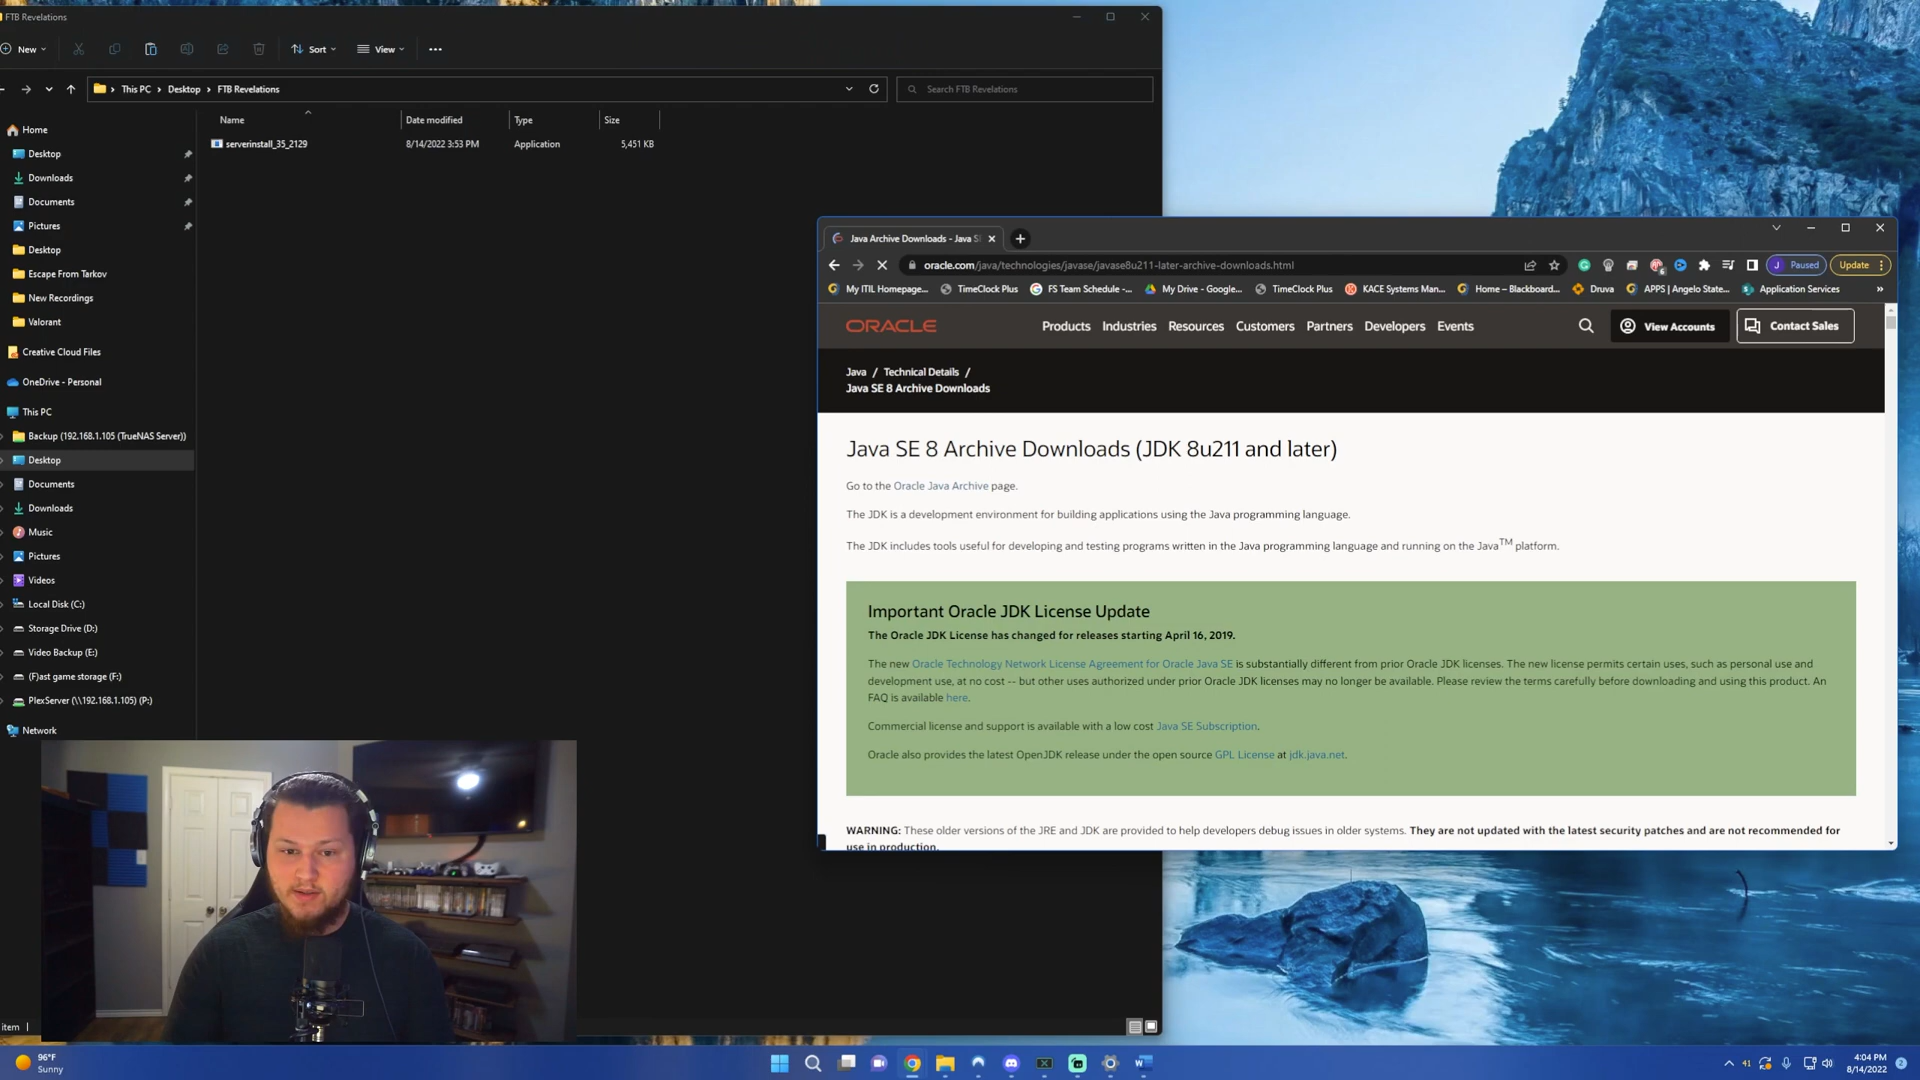 FTB Revelations
New
Sort
View
This PC > Desktop > FTB Revelations
Search FTB Revelations
Name
Date modified
Type
Size
serverinstall_35_2129
8/14/2022 3:53 PM
Application
5,451 KB
Home
Desktop
Downloads
Documents
Pictures
Desktop
Escape From Tarkov
New Recordings
Valorant
Creative Cloud Files
OneDrive - Personal
This PC
Backup (192.168.1.105 (TrueNAS Server))
Desktop
Documents
Downloads
Music
Pictures
Videos
Local Disk (C:)
Storage Drive (D:)
Video Backup (E:)
(F)ast game storage (F:)
PlexServer (\\192.168.1.105) (P:)
Network
item
Java Archive Downloads - Java S
oracle.com/java/technologies/javase/javase8u211-later-archive-downloads.html
J Paused
Update
My ITIL Homepage...
TimeClock Plus
FS Team Schedule -...
My Drive - Google...
TimeClock Plus
KACE Systems Man...
Home – Blackboard...
Druva
APPS | Angelo State...
Application Services
»
ORACLE
Products
Industries
Resources
Customers
Partners
Developers
Events
View Accounts
Contact Sales
Java / Technical Details /
Java SE 8 Archive Downloads
Java SE 8 Archive Downloads (JDK 8u211 and later)
Go to the Oracle Java Archive page.
The JDK is a development environment for building applications using the Java programming language.
The JDK includes tools useful for developing and testing programs written in the Java programming language and running on the Java™ platform.
Important Oracle JDK License Update
The Oracle JDK License has changed for releases starting April 16, 2019.
The new Oracle Technology Network License Agreement for Oracle Java SE is substantially different from prior Oracle JDK licenses. The new license permits certain uses, such as personal use and
development use, at no cost -- but other uses authorized under prior Oracle JDK licenses may no longer be available. Please review the terms carefully before downloading and using this product. An
FAQ is available here.
Commercial license and support is available with a low cost Java SE Subscription.
Oracle also provides the latest OpenJDK release under the open source GPL License at jdk.java.net.
WARNING: These older versions of the JRE and JDK are provided to help developers debug issues in older systems. They are not updated with the latest security patches and are not recommended for
use in production.
96°F
Sunny
41
4:04 PM
8/14/2022
2